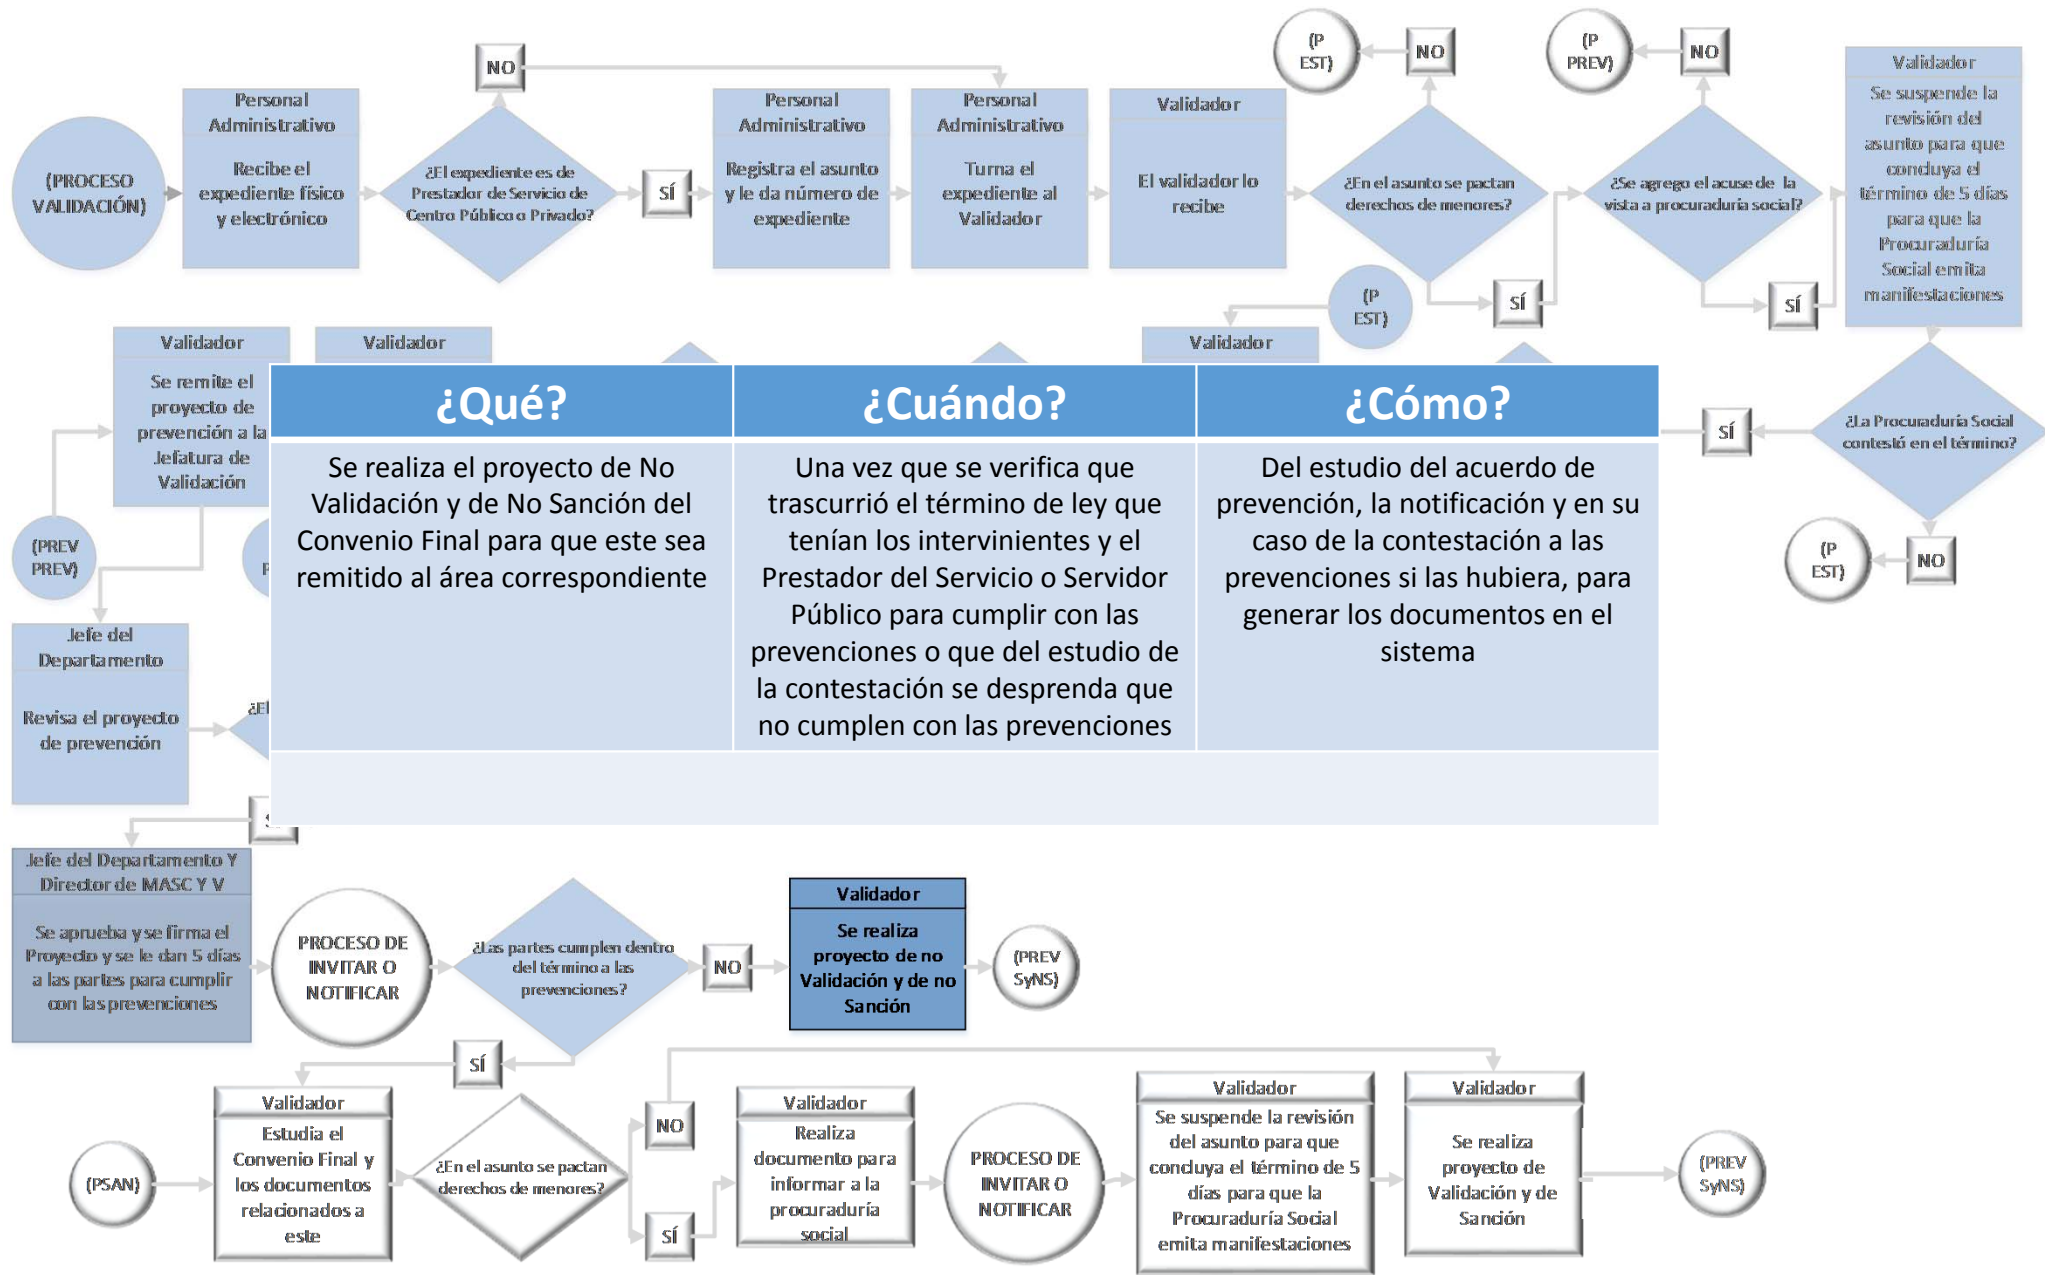 (PROCESO
VALIDACIÓN)
Personal
Administrativo
Recibe el
expediente físico
y electrónico
NO
¿El expediente es de
Prestador de Servicio de
Centro Público o Privado?
SÍ
Personal
Administrativo
Registra el asunto
y le da número de
expediente
Personal
Administrativo
Turna el
expediente al
Validador
Validador
El validador lo
recibe
(P
EST)
NO
¿En el asunto se pactan
derechos de menores?
SÍ
(P
PREV)
NO
¿Se agrego el acuse de la
vista a procuraduría social?
SÍ
Validador
Se suspende la
revisión del
asunto para que
concluya el
término de 5 días
para que la
Procuraduría
Social emita
manifestaciones
(P
EST)
Validador
Se remite el
proyecto de
prevención a la
Jefatura de
Validación
Validador
Validador
¿Qué?
¿Cuándo?
¿Cómo?
Se realiza el proyecto de No
Validación y de No Sanción del
Convenio Final para que este sea
remitido al área correspondiente
Una vez que se verifica que
trascurrió el término de ley que
tenían los intervinientes y el
Prestador del Servicio o Servidor
Público para cumplir con las
prevenciones o que del estudio de
la contestación se desprenda que
no cumplen con las prevenciones
Del estudio del acuerdo de
prevención, la notificación y en su
caso de la contestación a las
prevenciones si las hubiera, para
generar los documentos en el
sistema
SÍ
¿La Procuraduría Social
contestó en el término?
(P
EST)
NO
(PREV
PREV)
Jefe del
Departamento
Revisa el proyecto
de prevención
¿El
Jefe del Departamento Y
Director de MASC Y V
Se aprueba y se firma el
Proyecto y se le dan 5 días
a las partes para cumplir
con las prevenciones
PROCESO DE
INVITAR O
NOTIFICAR
¿Las partes cumplen dentro
del término a las
prevenciones?
NO
Validador
Se realiza
proyecto de no
Validación y de no
Sanción
(PREV
SyNS)
SÍ
(PSAN)
Validador
Estudia el
Convenio Final y
los documentos
relacionados a
este
¿En el asunto se pactan
derechos de menores?
NO
SÍ
Validador
Realiza
documento para
informar a la
procuraduría
social
PROCESO DE
INVITAR O
NOTIFICAR
Validador
Se suspende la revisión
del asunto para que
concluya el término de 5
días para que la
Procuraduría Social
emita manifestaciones
Validador
Se realiza
proyecto de
Validación y de
Sanción
(PREV
SyNS)